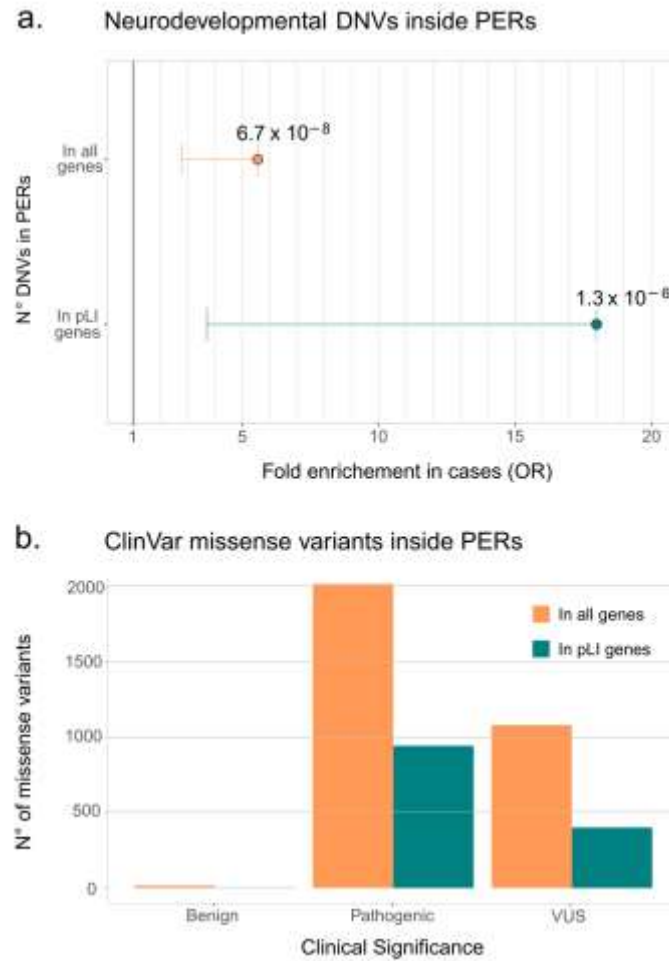 a. Neurodevelopmental DNVs inside PERs
N° DNVs in PERs
In all
genes
6.7 x 10⁻⁸
In pLI
genes
1.3 x 10⁻⁸
1 5 10 15 20
Fold enrichement in cases (OR)
b. ClinVar missense variants inside PERs
N° of missense variants
2000
1500
1000
500
0
In all genes
In pLI genes
Benign Pathogenic VUS
Clinical Significance